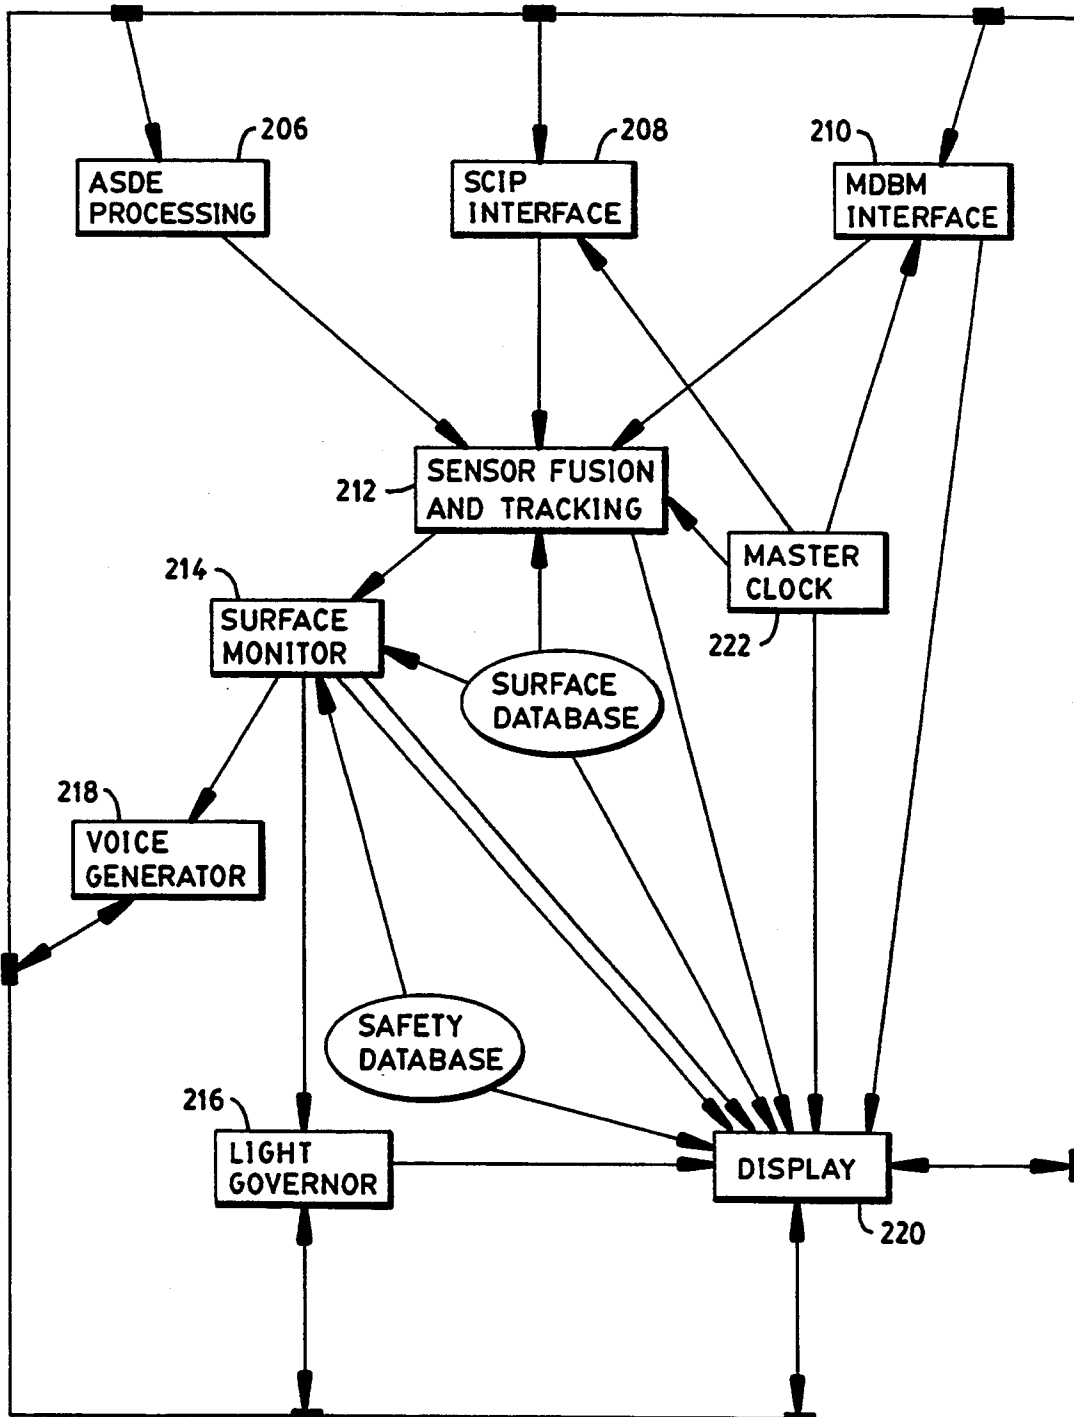 206
ASDE
PROCESSING
208
SCIP
INTERFACE
210
MDBM
INTERFACE
212
SENSOR FUSION
AND TRACKING
MASTER
CLOCK
222
214
SURFACE
MONITOR
SURFACE
DATABASE
218
VOICE
GENERATOR
SAFETY
DATABASE
216
LIGHT
GOVERNOR
DISPLAY
220